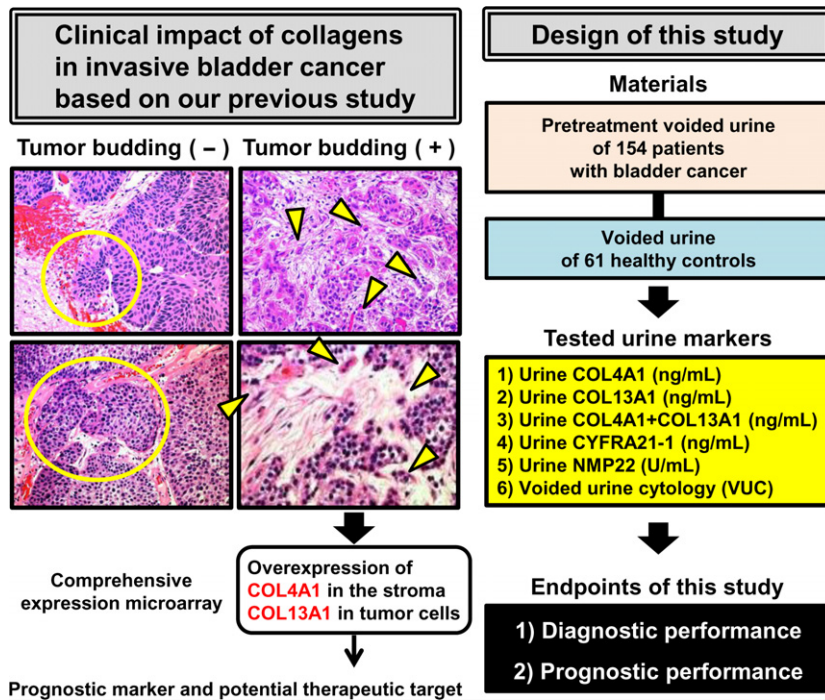 Clinical impact of collagens
in invasive bladder cancer
based on our previous study
Tumor budding ( – )
Tumor budding ( + )
Comprehensive
expression microarray
Overexpression of
COL4A1 in the stroma
COL13A1 in tumor cells
Prognostic marker and potential therapeutic target
Design of this study
Materials
Pretreatment voided urine
of 154 patients
with bladder cancer
Voided urine
of 61 healthy controls
Tested urine markers
1) Urine COL4A1 (ng/mL)
2) Urine COL13A1 (ng/mL)
3) Urine COL4A1+COL13A1 (ng/mL)
4) Urine CYFRA21-1 (ng/mL)
5) Urine NMP22 (U/mL)
6) Voided urine cytology (VUC)
Endpoints of this study
1) Diagnostic performance
2) Prognostic performance